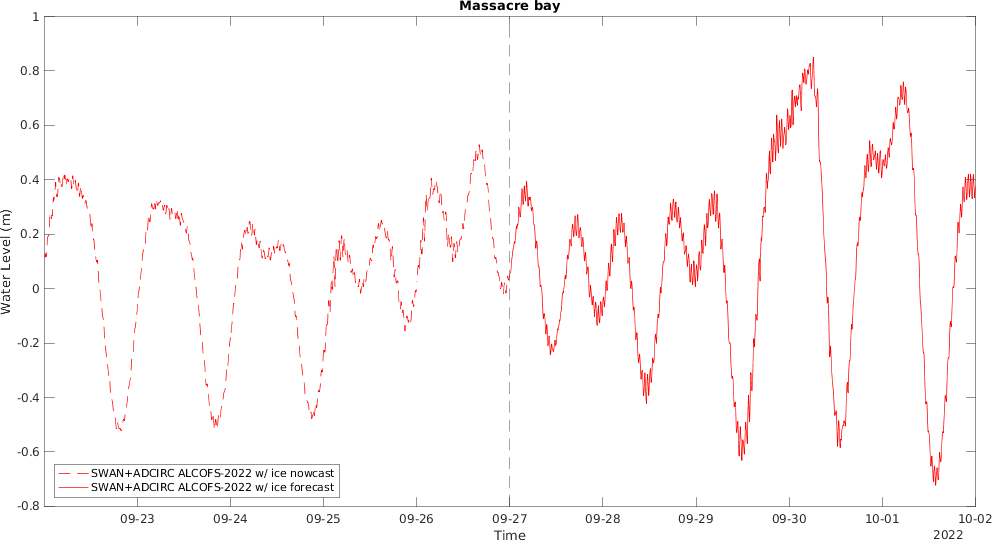 Massacre bay
Water Level (m)
1
0.8
0.6
0.4
0.2
0
-0.2
-0.4
-0.6
-0.8
SWAN+ADCIRC ALCOFS-2022 w/ ice nowcast
SWAN+ADCIRC ALCOFS-2022 w/ ice forecast
09-23 09-24 09-25 09-26 09-27 09-28 09-29 09-30 10-01 10-02
Time
2022